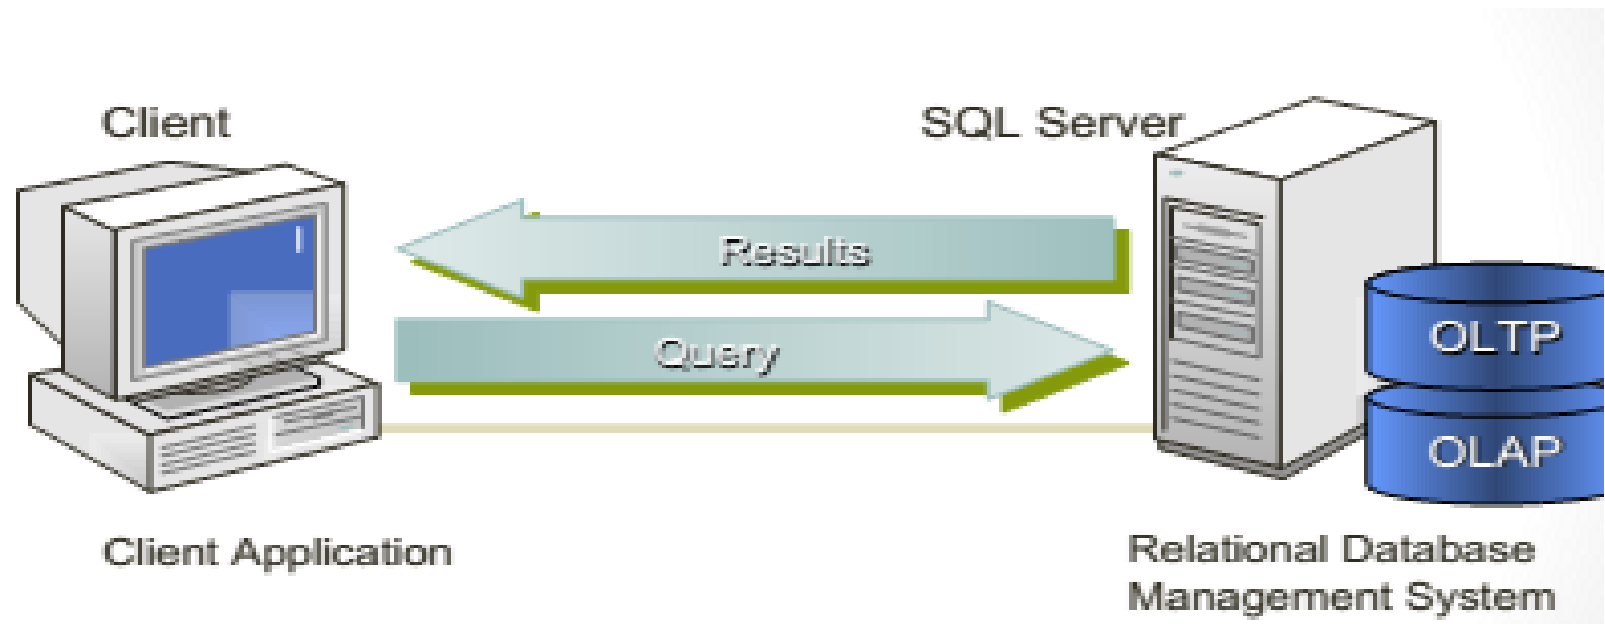 Client
SQL Server
Results
Query
OLTP
OLAP
Client Application
Relational Database
Management System